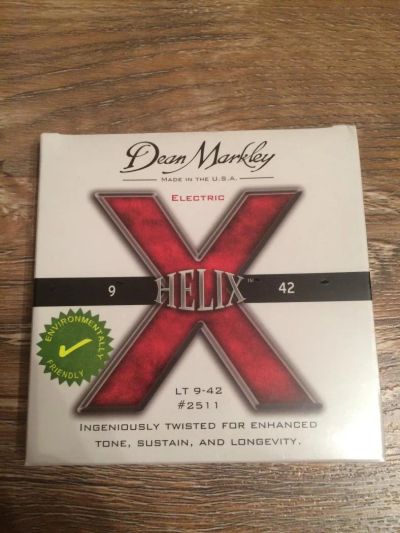 Dean Markley
MADE IN THE U.S.A.
ELECTRIC
9 HELIX™ 42
ENVIRONMENTALLY
FRIENDLY
LT 9-42
#2511
INGENIOUSLY TWISTED FOR ENHANCED
TONE, SUSTAIN, AND LONGEVITY.